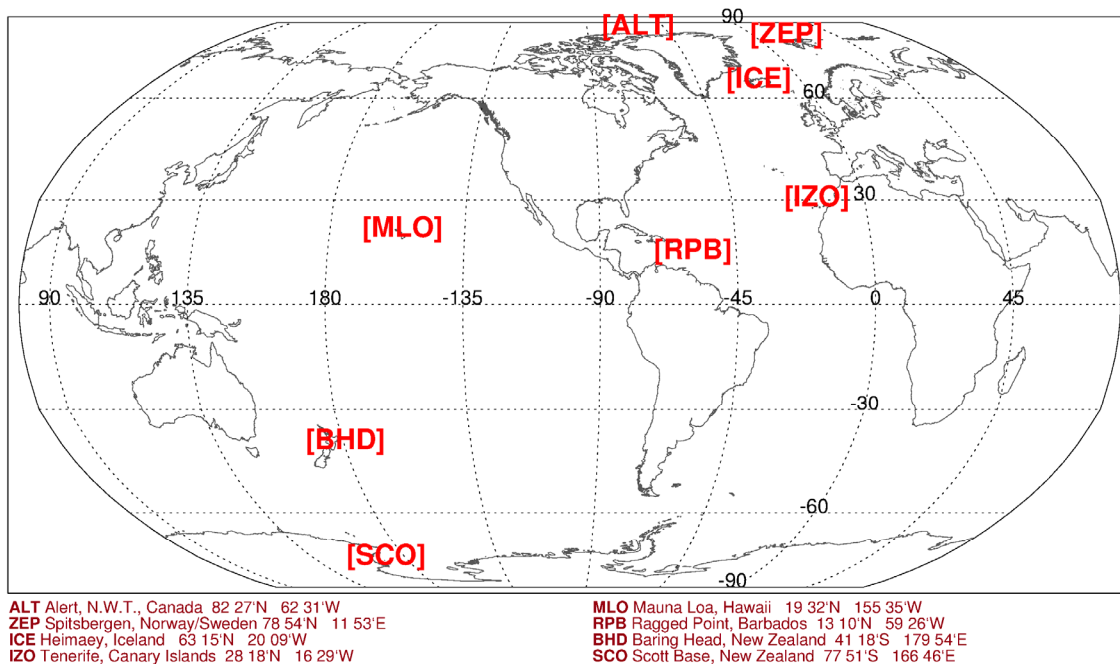 90
[ALT]
[ZEP]
[ICE]
60
[IZO] 30
[MLO]
[RPB]
90 135 180 -135 -90 -45 0 45
-30
[BHD]
-60
[SCO]
-90
ALT Alert, N.W.T., Canada 82 27'N 62 31'W
ZEP Spitsbergen, Norway/Sweden 78 54'N 11 53'E
ICE Heimaey, Iceland 63 15'N 20 09'W
IZO Tenerife, Canary Islands 28 18'N 16 29'W
MLO Mauna Loa, Hawaii 19 32'N 155 35'W
RPB Ragged Point, Barbados 13 10'N 59 26'W
BHD Baring Head, New Zealand 41 18'S 179 54'E
SCO Scott Base, New Zealand 77 51'S 166 46'E